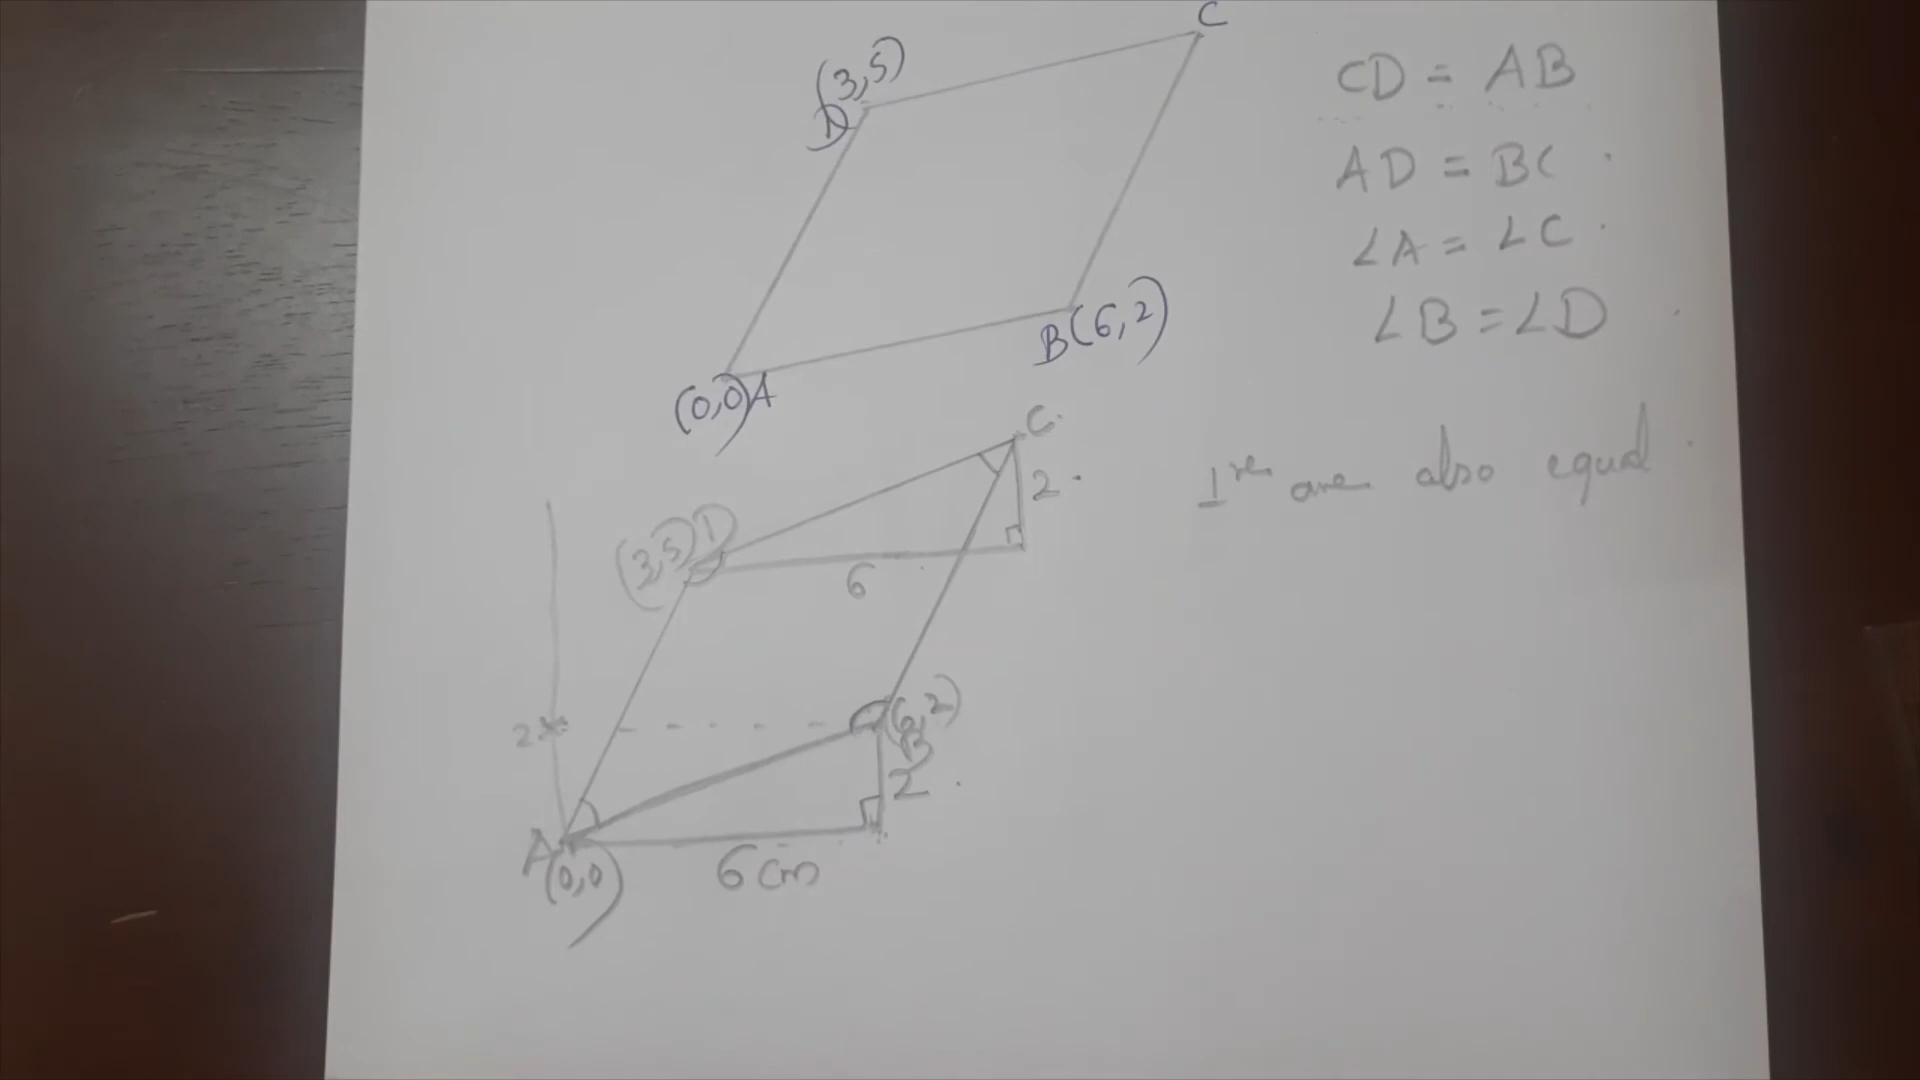 C
(3,5)
D
B(6,2)
(0,0)A
CD = AB
AD = BC
∠A = ∠C
∠B = ∠D
C
2
(3,5)D
6
are also equal
2
( ,2)
B
2
A
(0,0)
6 cm